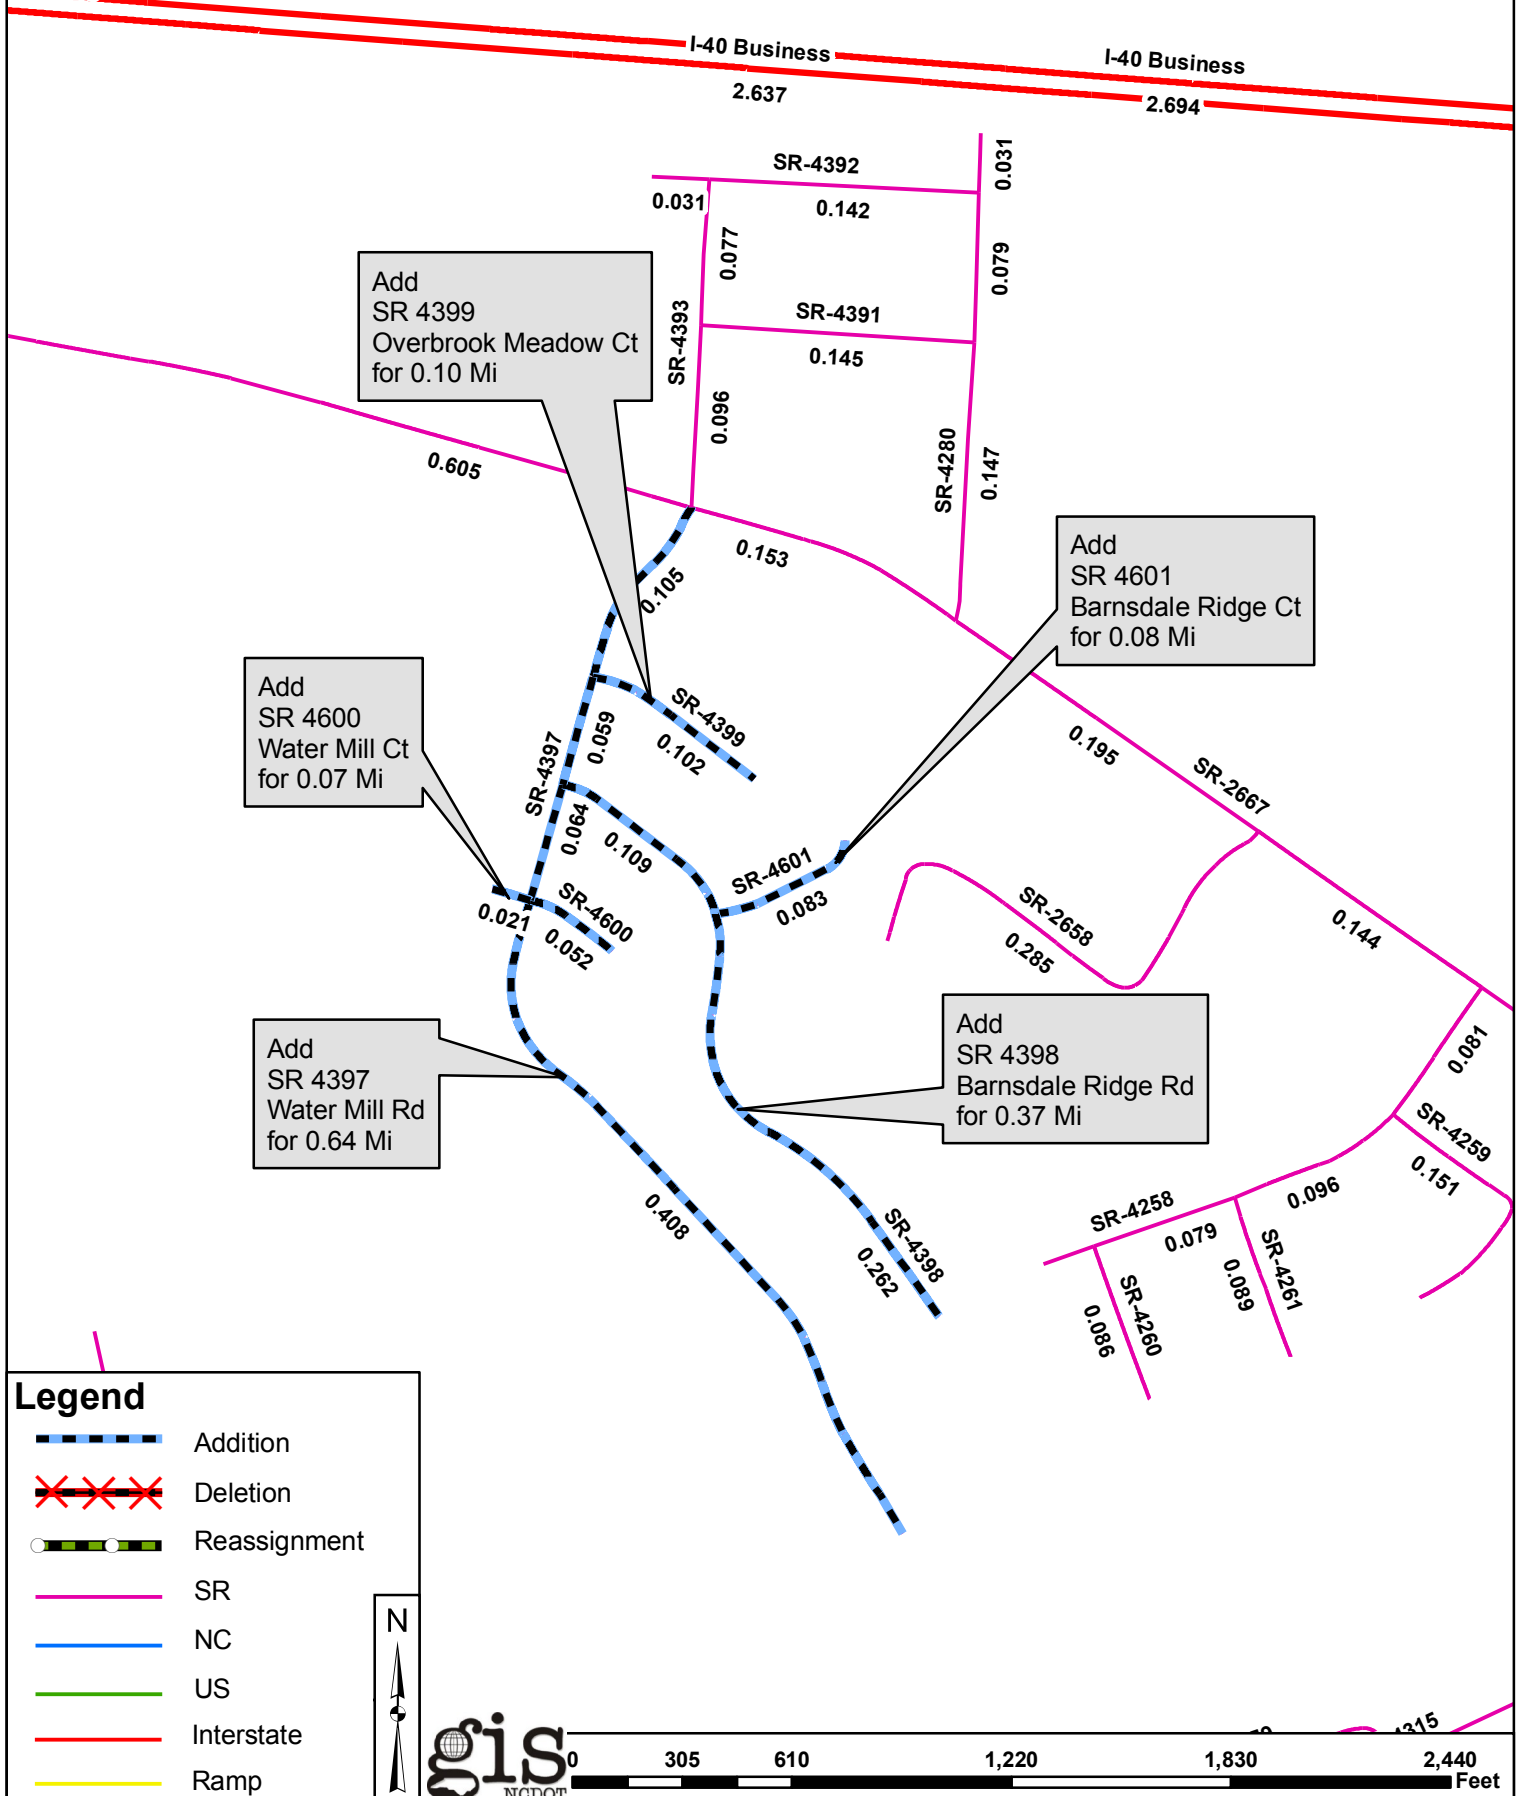 I-40 Business
I-40 Business
2.637
2.694
SR-4392
0.031
0.031
0.142
0.077
0.079
Add
SR 4399
Overbrook Meadow Ct
for 0.10 Mi
SR-4393
SR-4391
0.145
0.096
SR-4280
0.147
0.605
0.153
0.105
Add
SR 4601
Barnsdale Ridge Ct
for 0.08 Mi
Add
SR 4600
Water Mill Ct
for 0.07 Mi
SR-4399
0.102
0.059
SR-4397
0.064
0.109
0.195
SR-2667
SR-4601
0.083
SR-4600
0.021
0.052
SR-2658
0.285
0.144
Add
SR 4397
Water Mill Rd
for 0.64 Mi
Add
SR 4398
Barnsdale Ridge Rd
for 0.37 Mi
0.081
SR-4259
0.151
0.096
SR-4258
0.079
SR-4261
0.089
SR-4260
0.086
0.408
SR-4398
0.262
Legend
Addition
Deletion
Reassignment
SR
NC
US
Interstate
Ramp
N
gis
NCDOT
4315
0 305 610 1,220 1,830 2,440
Feet